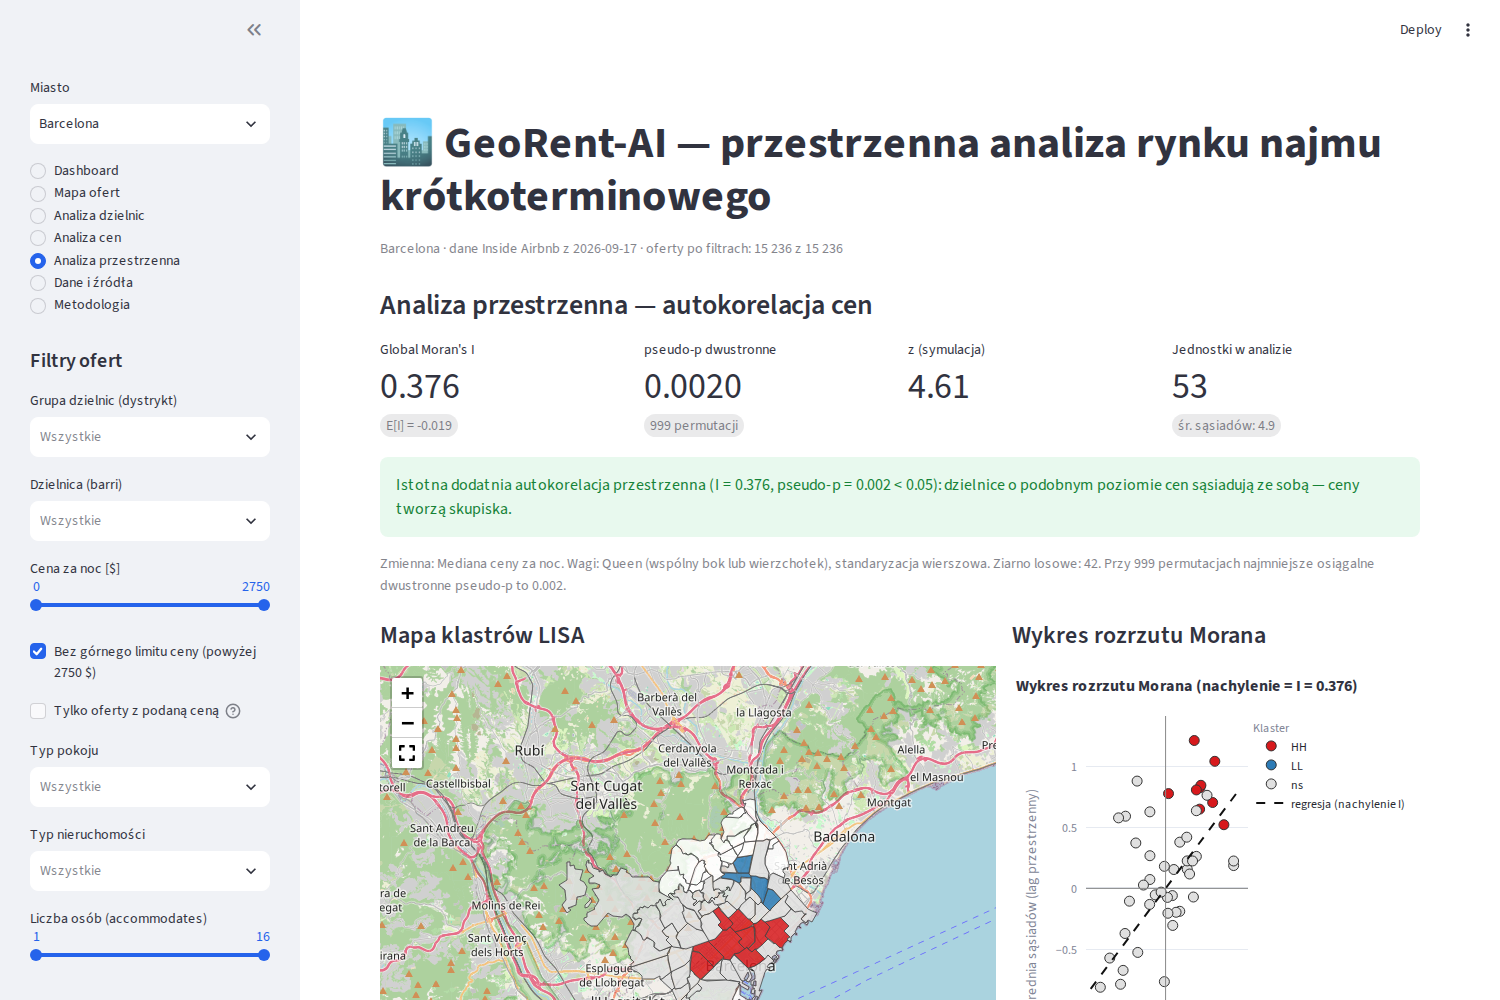 Deploy
Miasto
Barcelona
Dashboard
Mapa ofert
Analiza dzielnic
Analiza cen
Analiza przestrzenna
Dane i źródła
Metodologia
Filtry ofert
Grupa dzielnic (dystrykt)
Wszystkie
Dzielnica (barri)
Wszystkie
Cena za noc [$]
0 2750
Bez górnego limitu ceny (powyżej
2750 $)
Tylko oferty z podaną ceną
Typ pokoju
Wszystkie
Typ nieruchomości
Wszystkie
Liczba osób (accommodates)
1 16
GeoRent-AI — przestrzenna analiza rynku najmu
krótkoterminowego
Barcelona · dane Inside Airbnb z 2026-09-17 · oferty po filtrach: 15 236 z 15 236
Analiza przestrzenna — autokorelacja cen
Global Moran's I
0.376
E[I] = -0.019
pseudo-p dwustronne
0.0020
999 permutacji
z (symulacja)
4.61
Jednostki w analizie
53
śr. sąsiadów: 4.9
Istotna dodatnia autokorelacja przestrzenna (I = 0.376, pseudo-p = 0.002 < 0.05): dzielnice o podobnym poziomie cen sąsiadują ze sobą — ceny
tworzą skupiska.
Zmienna: Mediana ceny za noc. Wagi: Queen (wspólny bok lub wierzchołek), standaryzacja wierszowa. Ziarno losowe: 42. Przy 999 permutacjach najmniejsze osiągalne
dwustronne pseudo-p to 0.002.
Mapa klastrów LISA
+
−
Barberà del
Vallès
la Llagosta
Rubí
Cerdanyola
del Vallès
Alella
Montcada i
Reixac
el Masnou
Castellbisbal
Sant Cugat
del Vallès
Montgat
Sant Andreu
de la Barca
Badalona
Molins de Rei
Sant Vicenç
dels Horts
Esplugues
de Llobregat
Wykres rozrzutu Morana
Wykres rozrzutu Morana (nachylenie = I = 0.376)
Klaster
HH
LL
ns
regresja (nachylenie I)
1
0.5
0
−0.5
średnia sąsiadów (lag przestrzenny)